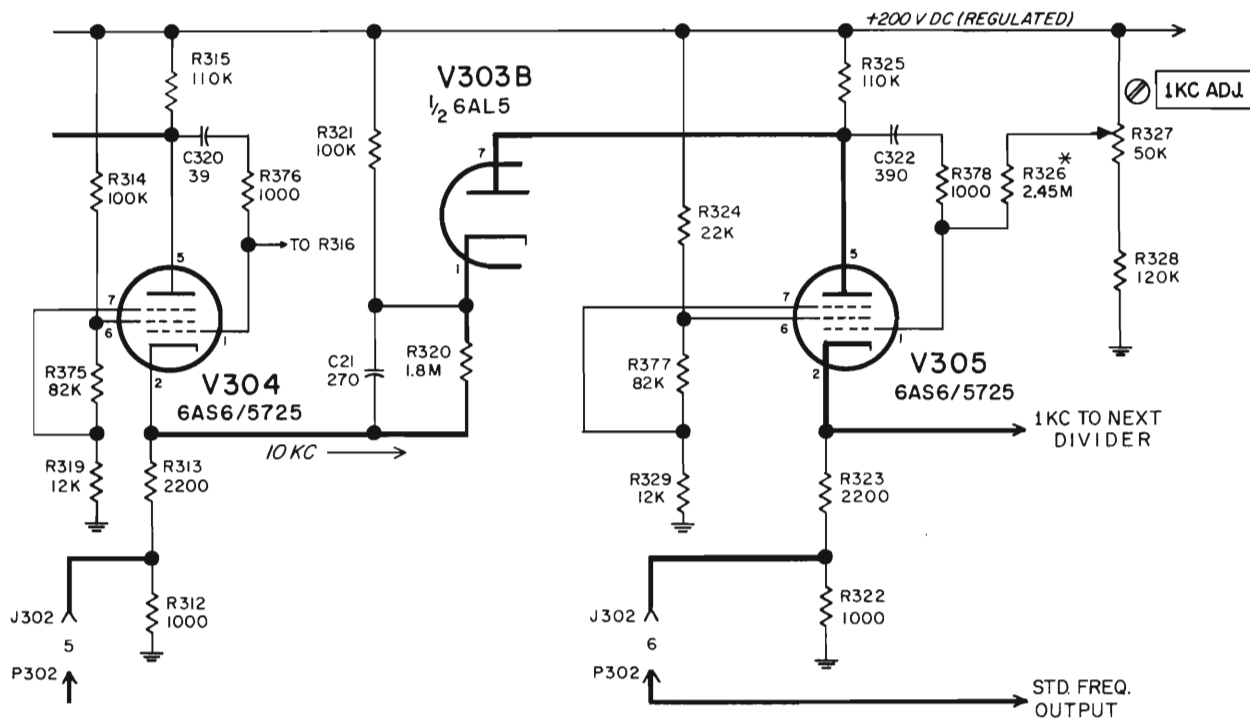 +200 V DC (REGULATED)
R315
110K
V303B
½ 6AL5
R325
110K
1KC ADJ.
R321
100K
7
C320
39
R376
1000
R314
100K
C322
390
R378
1000
*
R326
2.45M
R327
50K
R324
22K
TO R316
5
1
5
R328
120K
7
6
1
7
6
1
R375
82K
2
V304
6AS6/5725
C21
270
R320
1.8M
R377
82K
2
V305
6AS6/5725
10 KC
1KC TO NEXT
DIVIDER
R319
12K
R313
2200
R329
12K
R323
2200
J302
5
P302
R312
1000
J302
6
P302
R322
1000
STD. FREQ.
OUTPUT